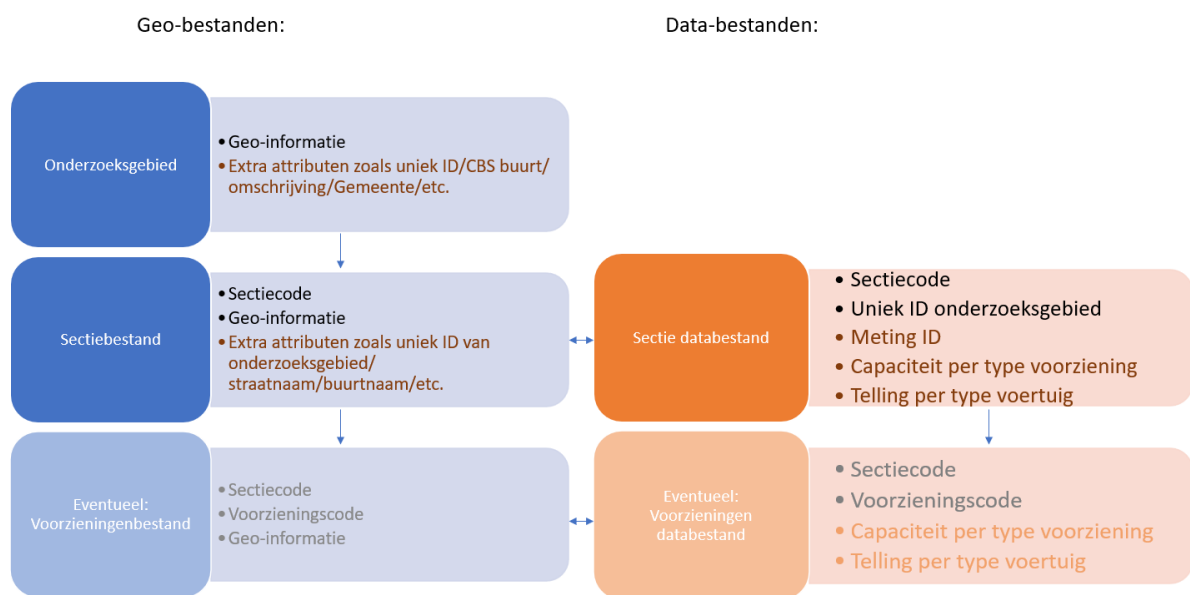 Geo-bestanden:
Data-bestanden:
Onderzoeksgebied
•Geo-informatie
•Extra attributen zoals uniek ID/CBS buurt/
omschrijving/Gemeente/etc.
Sectiebestand
•Sectiecode
•Geo-informatie
•Extra attributen zoals uniek ID van
onderzoeksgebied/
straatnaam/buurtnaam/etc.
Sectie databestand
• Sectiecode
• Uniek ID onderzoeksgebied
• Meting ID
• Capaciteit per type voorziening
• Telling per type voertuig
Eventueel:
Voorzieningenbestand
•Sectiecode
•Voorzieningscode
•Geo-informatie
Eventueel:
Voorzieningen
databestand
• Sectiecode
• Voorzieningscode
• Capaciteit per type voorziening
• Telling per type voertuig